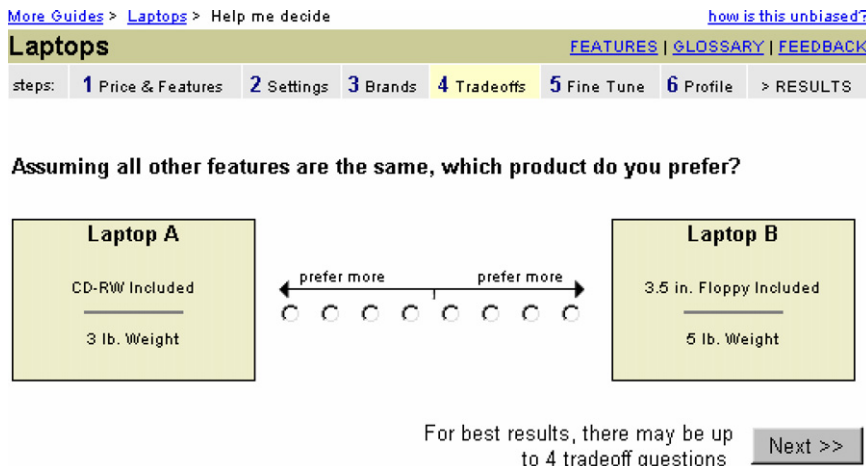 More Guides > Laptops > Help me decide
how is this unbiased?
Laptops
FEATURES | GLOSSARY | FEEDBACK
steps: 1 Price & Features 2 Settings 3 Brands 4 Tradeoffs 5 Fine Tune 6 Profile > RESULTS
Assuming all other features are the same, which product do you prefer?
Laptop A
CD-RW Included
3 lb. Weight
prefer more prefer more
Laptop B
3.5 in. Floppy Included
5 lb. Weight
For best results, there may be up
to 4 tradeoff questions
Next >>